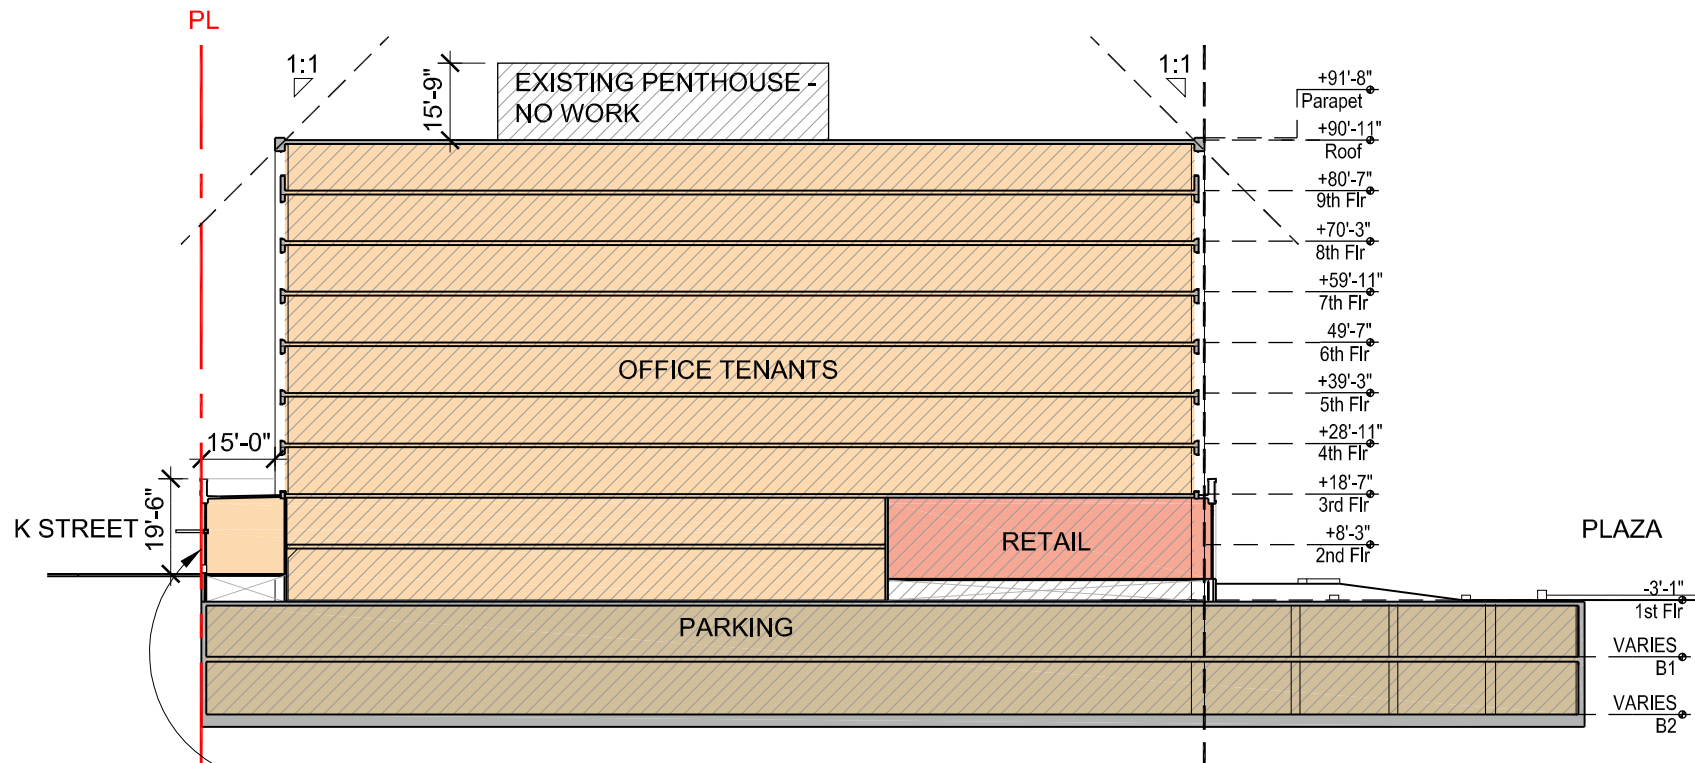 PL
1:1
15'-9"
EXISTING PENTHOUSE -
NO WORK
1:1
+91'-8"
Parapet
+90'-11"
Roof
+80'-7"
9th Flr
+70'-3"
8th Flr
+59'-11"
7th Flr
49'-7"
6th Flr
OFFICE TENANTS
+39'-3"
5th Flr
+28'-11"
4th Flr
15'-0"
+18'-7"
3rd Flr
19'-6"
K STREET
RETAIL
+8'-3"
2nd Flr
PLAZA
-3'-1"
1st Flr
PARKING
VARIES
B1
VARIES
B2